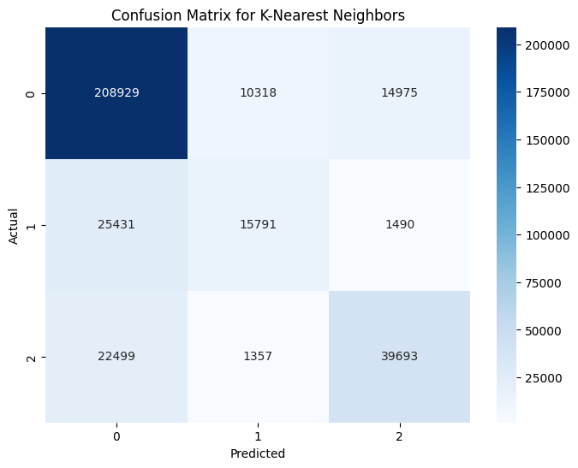 Confusion Matrix for K-Nearest Neighbors
200000
0 208929 10318 14975
175000
150000
125000
Actual
1 25431 15791 1490
100000
75000
2 22499 1357 39693
50000
25000
0 1 2
Predicted